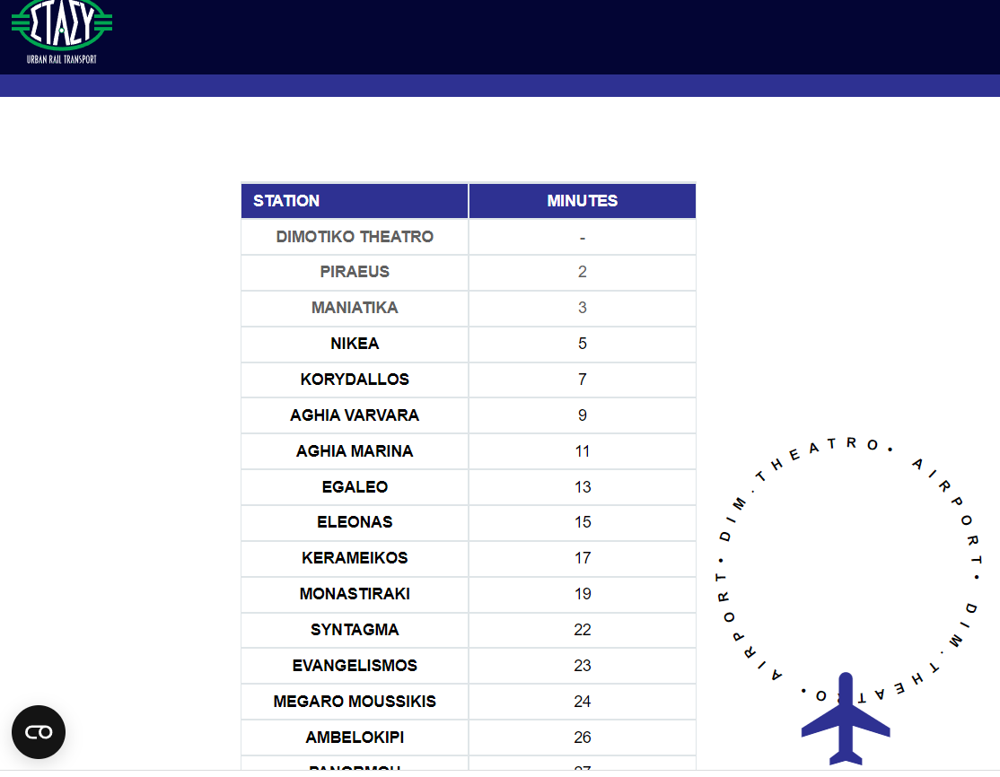 ΣΤΑΣΥ
URBAN RAIL TRANSPORT
STATION MINUTES
DIMOTIKO THEATRO -
PIRAEUS 2
MANIATIKA 3
NIKEA 5
KORYDALLOS 7
AGHIA VARVARA 9
AGHIA MARINA 11
EGALEO 13
ELEONAS 15
KERAMEIKOS 17
MONASTIRAKI 19
SYNTAGMA 22
EVANGELISMOS 23
MEGARO MOUSSIKIS 24
AMBELOKIPI 26
PANORMOU 27
DIM.THEATRO• AIRPORT• DIM.THEATRO• AIRPORT•